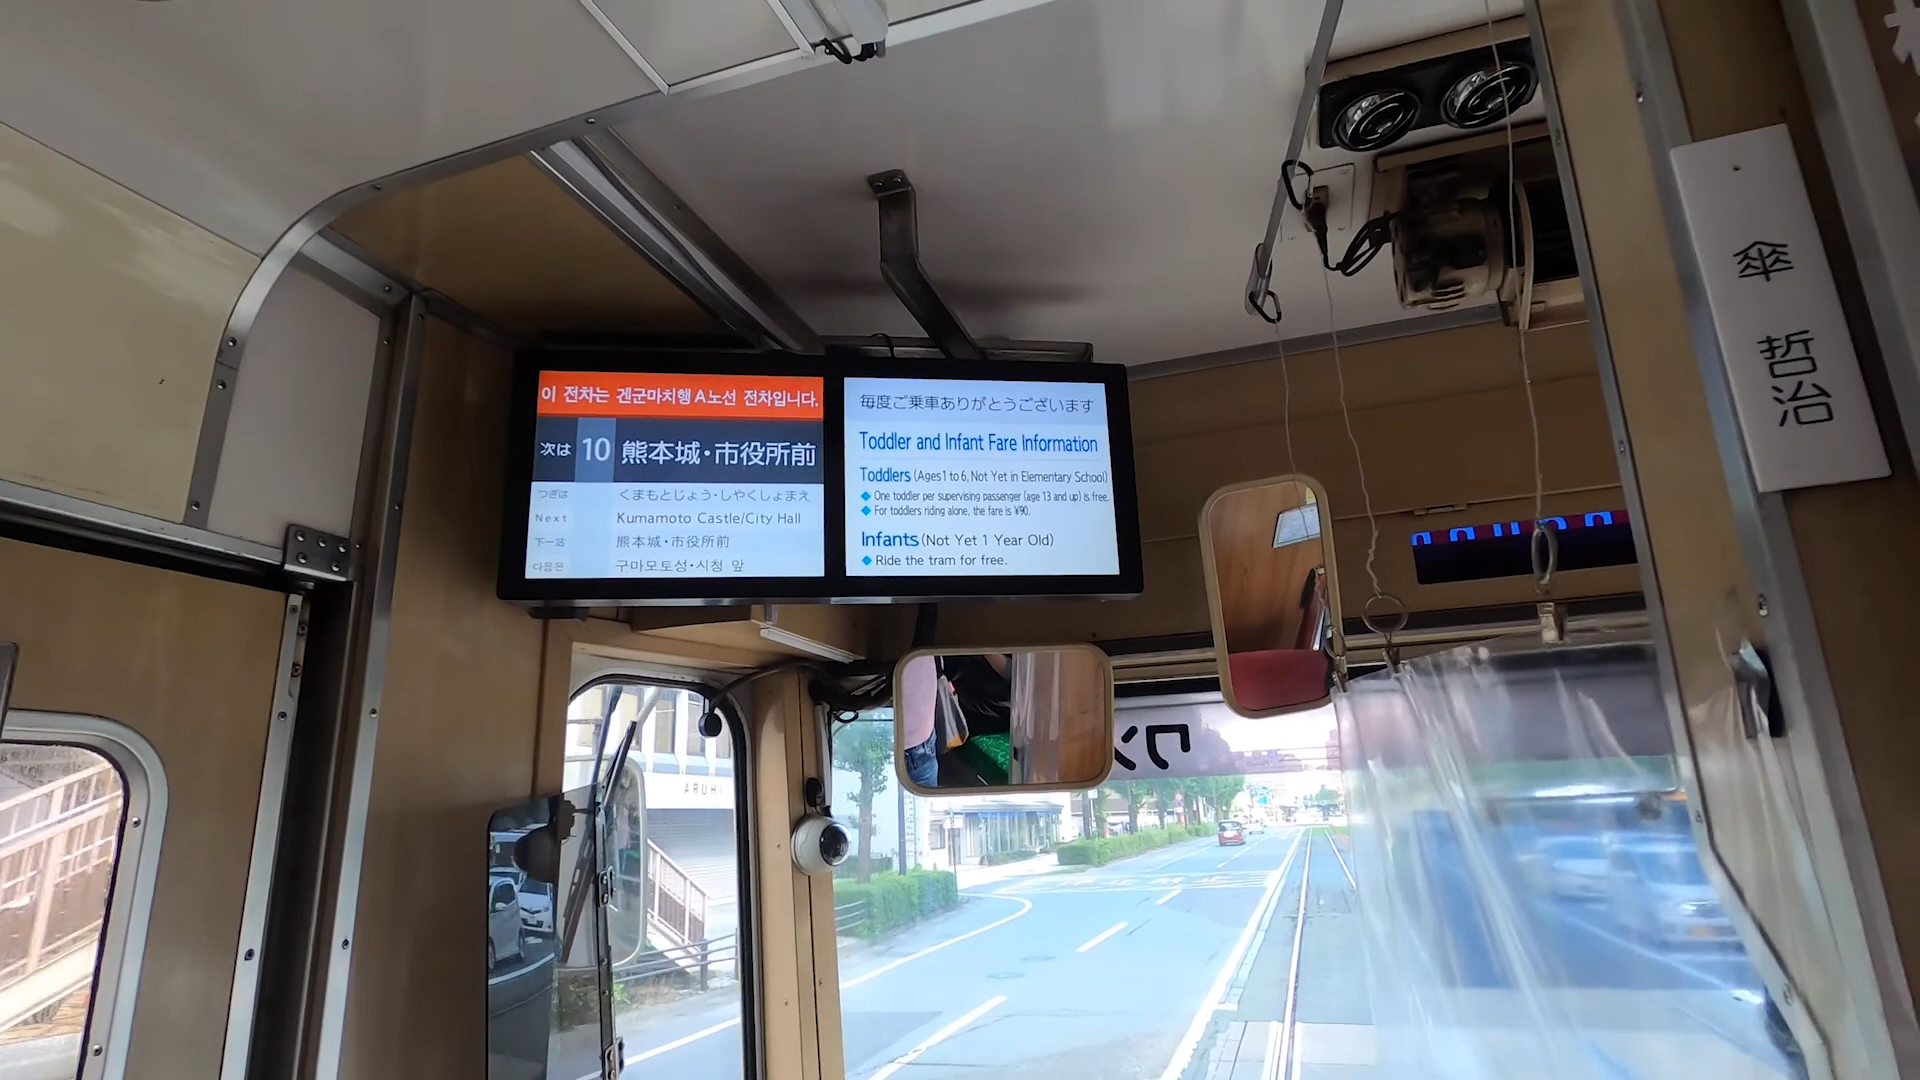 이 전차는 겐군마치행 A노선 전차입니다.
次は 10 熊本城・市役所前
つぎは くまもとじょう・しやくしょまえ
Next Kumamoto Castle/City Hall
下一站 熊本城・市役所前
다음은 구마모토성・시청 앞
毎度ご乗車ありがとうございます
Toddler and Infant Fare Information
Toddlers (Ages 1 to 6, Not Yet in Elementary School)
◆ One toddler per supervising passenger (age 13 and up) is free.
◆ For toddlers riding alone, the fare is ¥90.
Infants (Not Yet 1 Year Old)
◆ Ride the tram for free.
傘 哲治
ワン